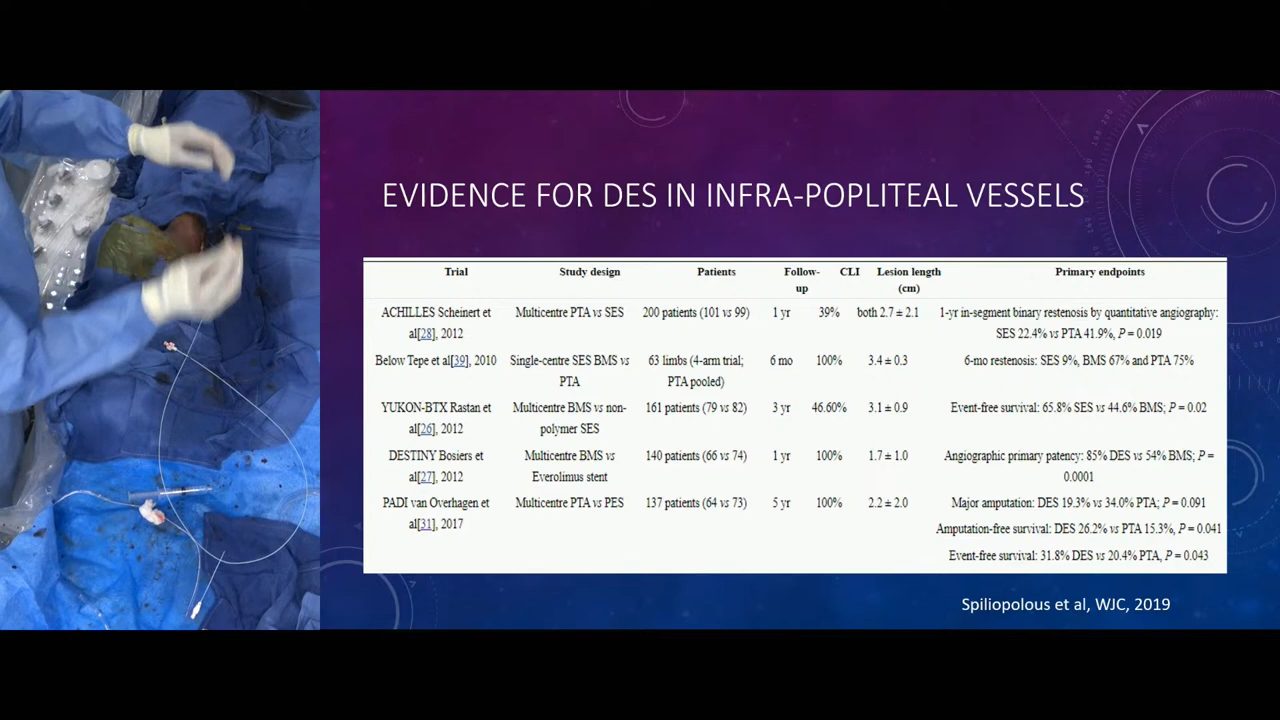 EVIDENCE FOR DES IN INFRA-POPLITEAL VESSELS
Trial Study design Patients Follow-up CLI Lesion length (cm) Primary endpoints
ACHILLES Scheinert et al[28], 2012 Multicentre PTA vs SES 200 patients (101 vs 99) 1 yr 39% both 2.7 ± 2.1 1-yr in-segment binary restenosis by quantitative angiography: SES 22.4% vs PTA 41.9%, P = 0.019
Below Tepe et al[39], 2010 Single-centre SES BMS vs PTA 63 limbs (4-arm trial; PTA pooled) 6 mo 100% 3.4 ± 0.3 6-mo restenosis: SES 9%, BMS 67% and PTA 75%
YUKON-BTX Rastan et al[26], 2012 Multicentre BMS vs non-polymer SES 161 patients (79 vs 82) 3 yr 46.60% 3.1 ± 0.9 Event-free survival: 65.8% SES vs 44.6% BMS; P = 0.02
DESTINY Bosiers et al[27], 2012 Multicentre BMS vs Everolimus stent 140 patients (66 vs 74) 1 yr 100% 1.7 ± 1.0 Angiographic primary patency: 85% DES vs 54% BMS; P = 0.0001
PADI van Overhagen et al[31], 2017 Multicentre PTA vs PES 137 patients (64 vs 73) 5 yr 100% 2.2 ± 2.0 Major amputation: DES 19.3% vs 34.0% PTA; P = 0.091
Amputation-free survival: DES 26.2% vs PTA 15.3%, P = 0.041
Event-free survival: 31.8% DES vs 20.4% PTA, P = 0.043
Spiliopolous et al, WJC, 2019